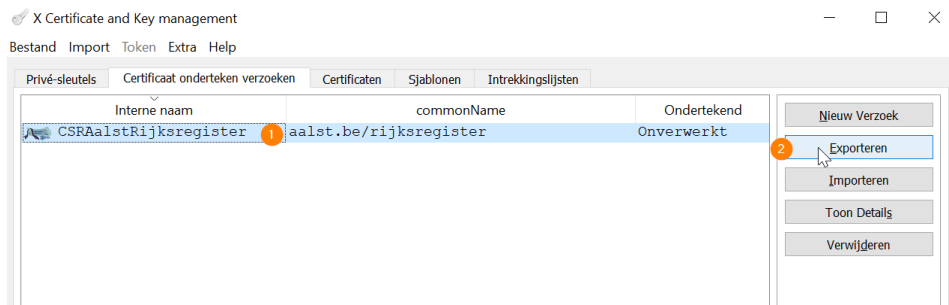 X Certificate and Key management
Bestand Import Token Extra Help
Privé-sleutels Certificaat onderteken verzoeken Certificaten Sjablonen Intrekkingslijsten
Interne naam commonName Ondertekend
CSRAalstRijksregister 1 aalst.be/rijksregister Onverwerkt
Nieuw Verzoek
2 Exporteren
Importeren
Toon Details
Verwijderen